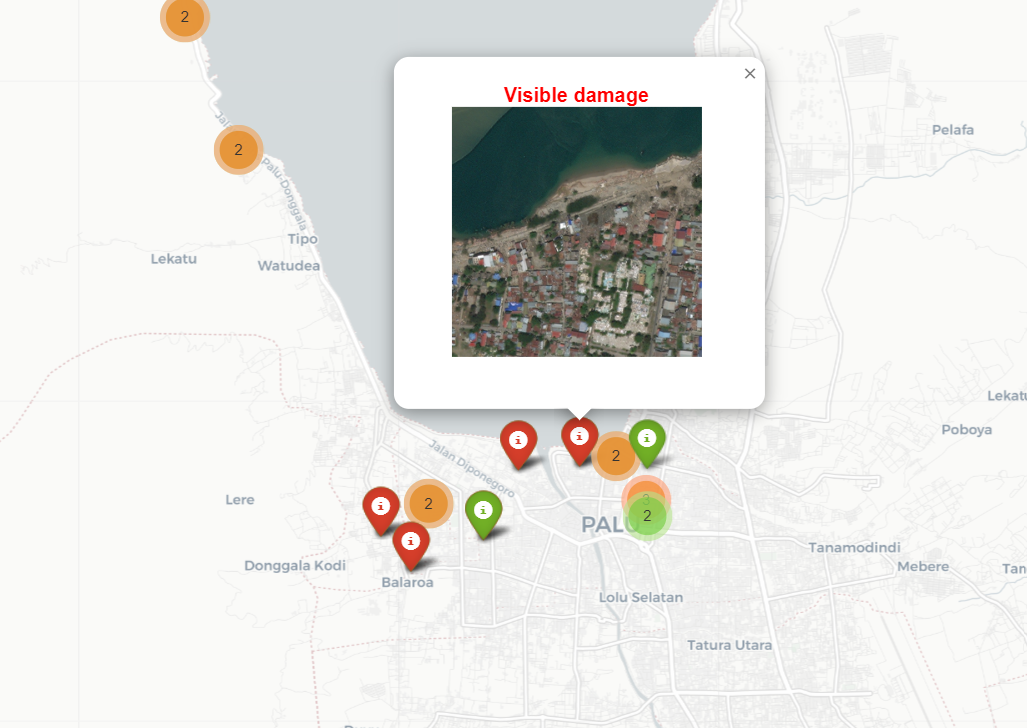 2
Visible damage
×
Pelafa
2
Jalan Palu-Donggala
Tipo
Lekatu
Watudea
Poboya
i
i
i
2
Jalan Diponegoro
Lere
i
2
i
3
2
PALU
i
Tanamodindi
Donggala Kodi
Mebere
Balaroa
Lolu Selatan
Tatura Utara